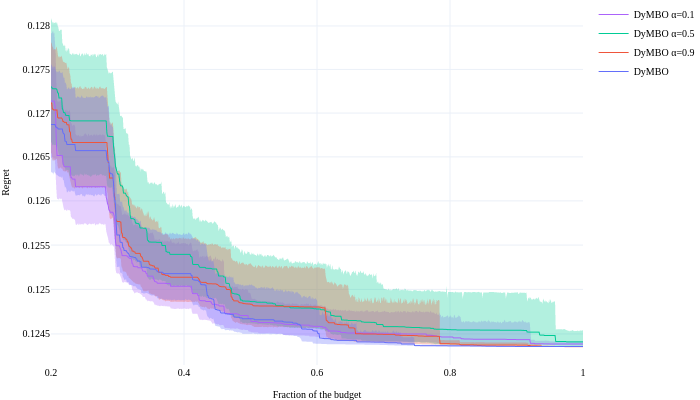 0.128
0.1275
0.127
0.1265
0.126
0.1255
0.125
0.1245
Regret
0.2
0.4
0.6
0.8
1
Fraction of the budget
DyMBO α=0.1
DyMBO α=0.5
DyMBO α=0.9
DyMBO